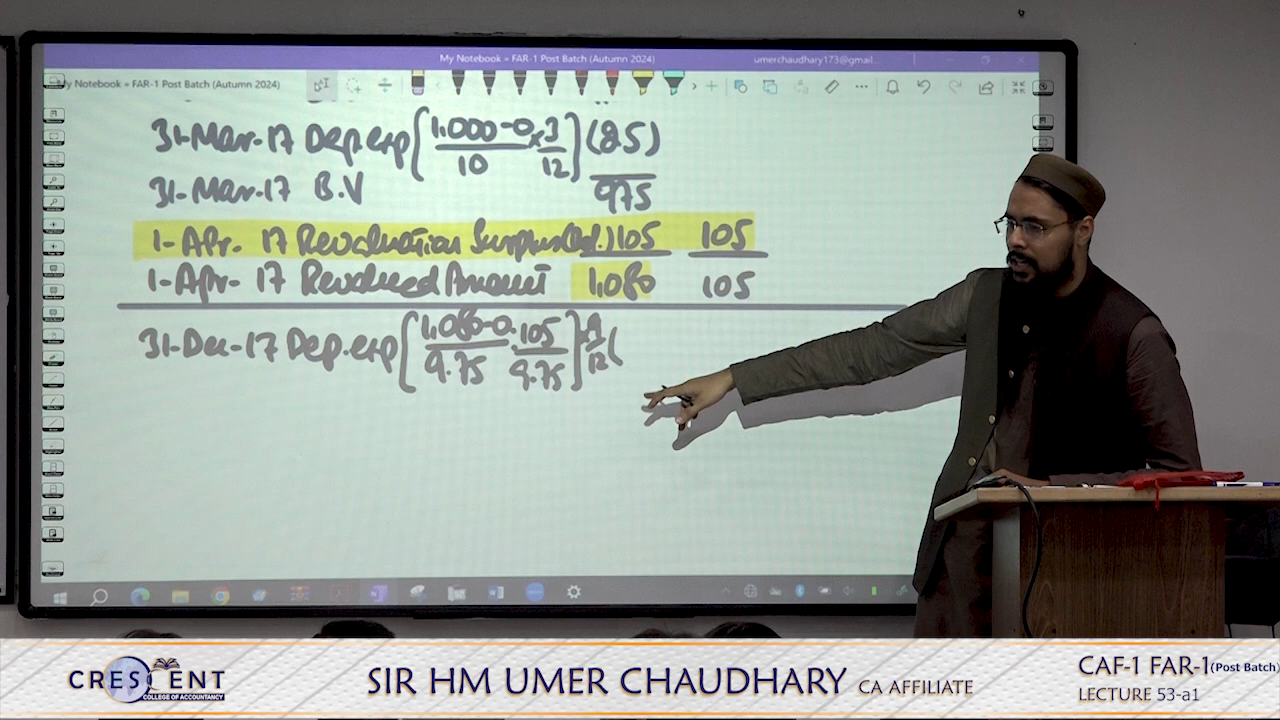 My Notebook » FAR-1 Post Batch (Autumn 2024)
umerchaudhary173@gmail...
My Notebook » FAR-1 Post Batch (Autumn 2024)
31-Mar-17 Dep.exp [1,000-0/10 x 3/12] (25)
31-Mar-17 B.V 975
1-Apr-17 Revaluation Surplus (bal.) 105 105
1-Apr-17 Revalued Amount 1,080 105
31-Dec-17 Dep.exp [1,080-0/9.75 . 105/9.75] x 9/12 (
CRESCENT
COLLEGE OF ACCOUNTANCY
SIR HM UMER CHAUDHARY CA AFFILIATE
CAF-1 FAR-1 (Post Batch)
LECTURE 53-a1